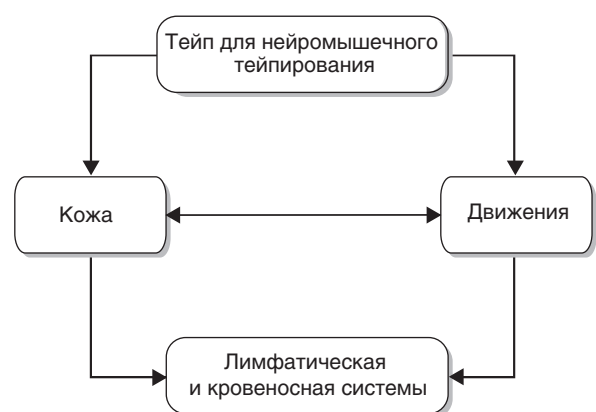 Тейп для нейромышечного
тейпирования
Кожа
Движения
Лимфатическая
и кровеносная системы